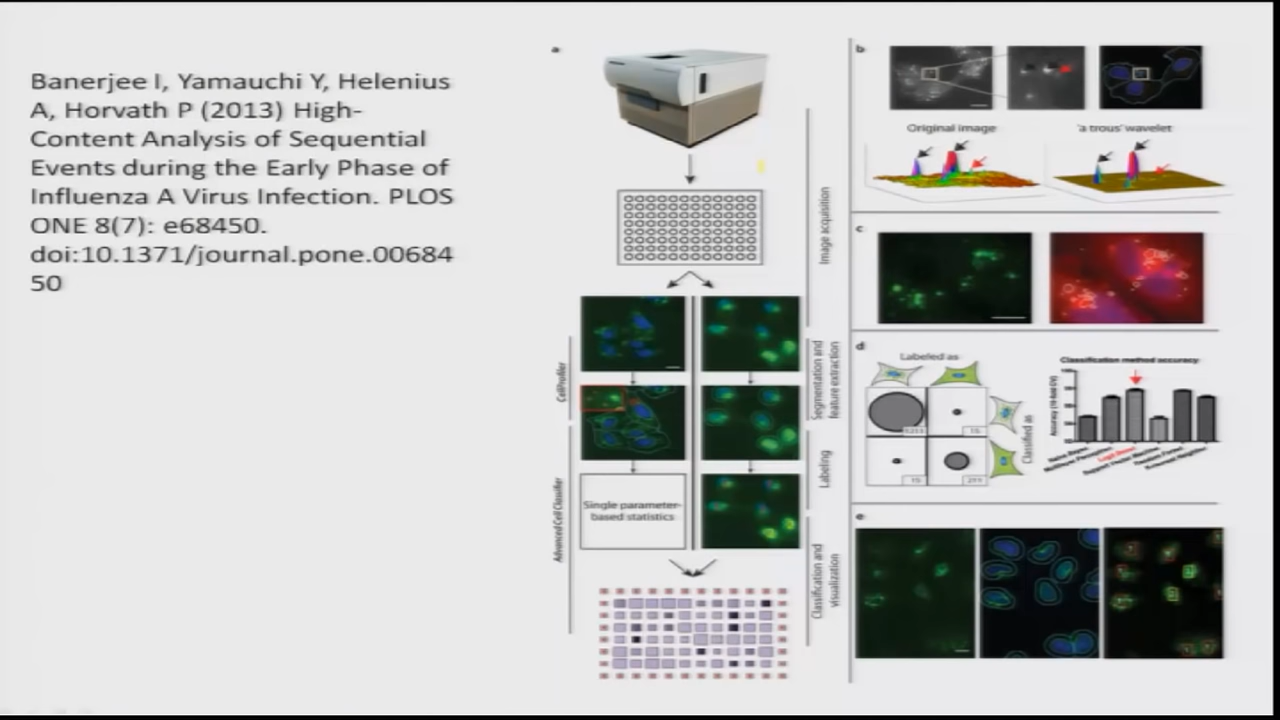 Banerjee I, Yamauchi Y, Helenius
A, Horvath P (2013) High-
Content Analysis of Sequential
Events during the Early Phase of
Influenza A Virus Infection. PLOS
ONE 8(7): e68450.
doi:10.1371/journal.pone.00684
50
a
Image acquisition
CellProfiler
Segmentation and
feature extraction
Labeling
Advanced Cell Classifier
Single parameter-
based statistics
Classification and
visualization
b
Original image
'a trous' wavelet
c
d
Labeled as
Classified as
Classification method accuracy
e